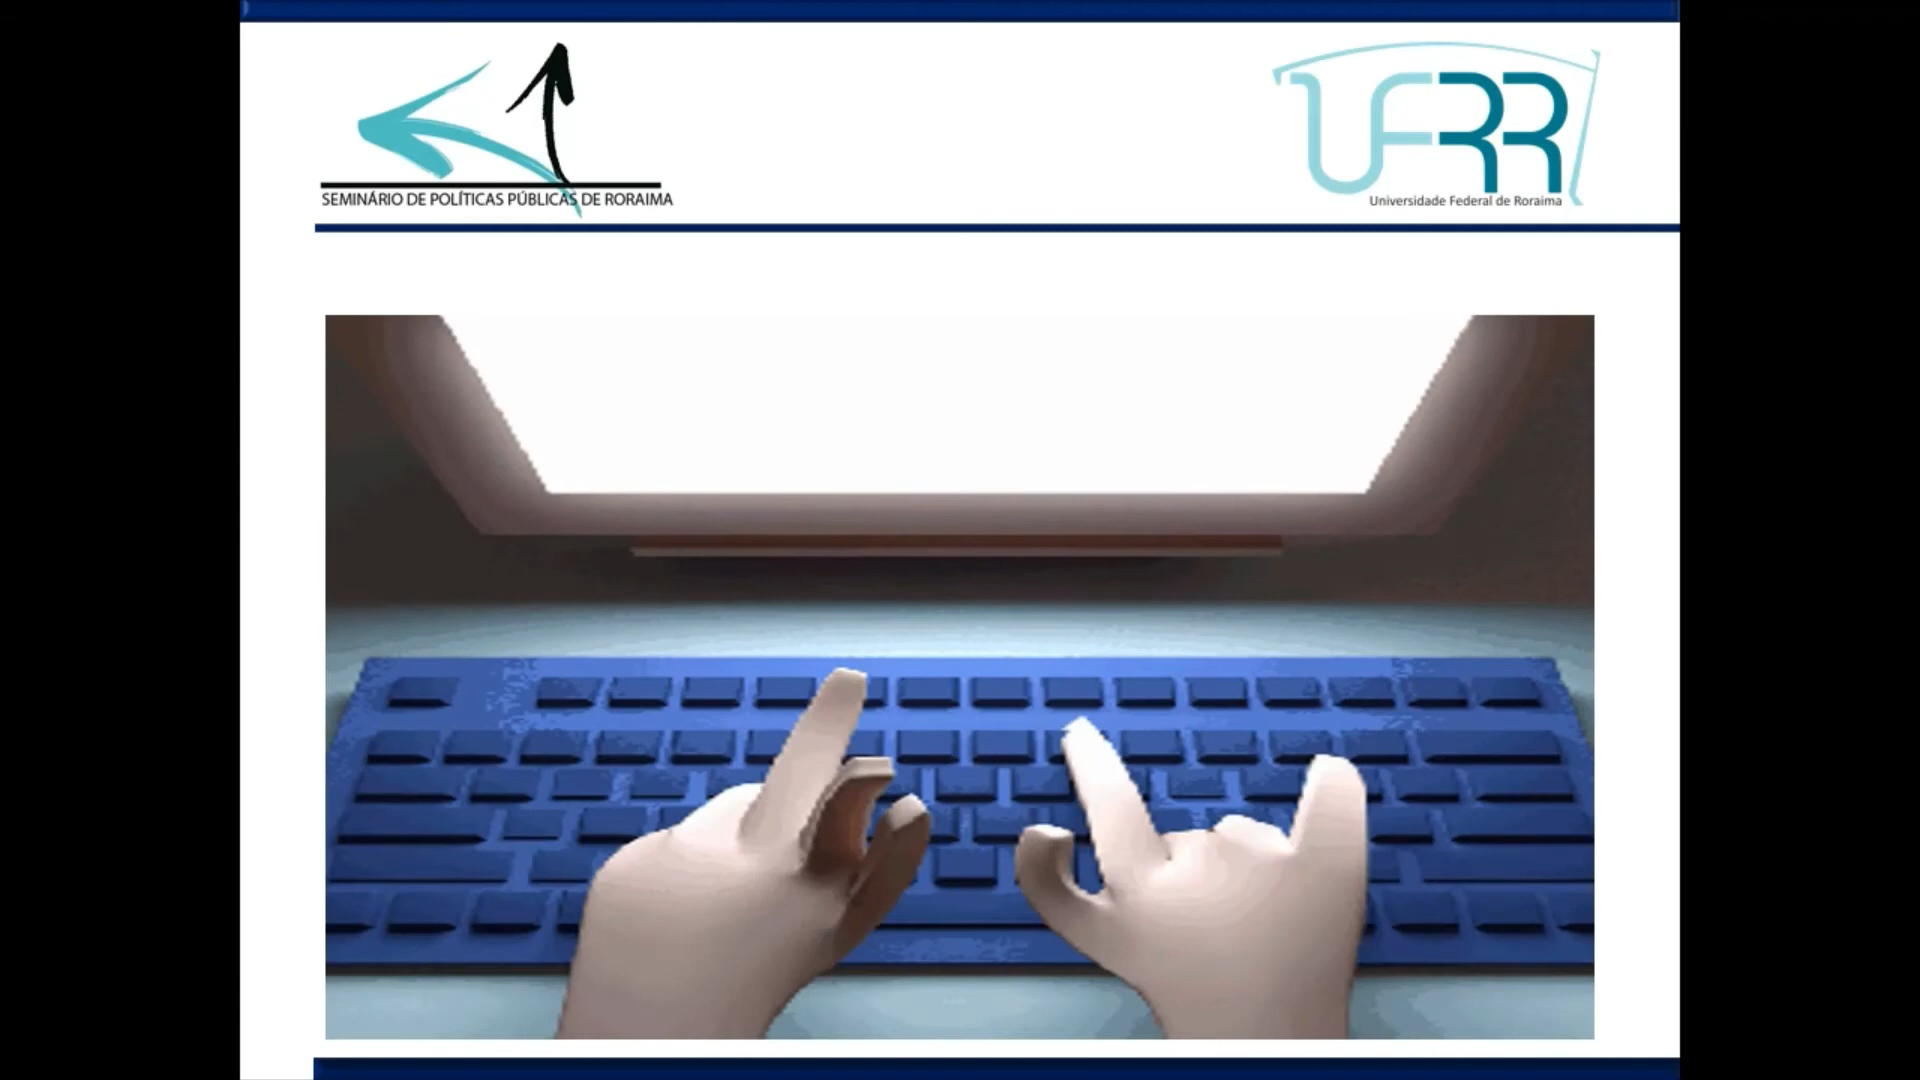 SEMINÁRIO DE POLÍTICAS PÚBLICAS DE RORAIMA
UFRR
Universidade Federal de Roraima